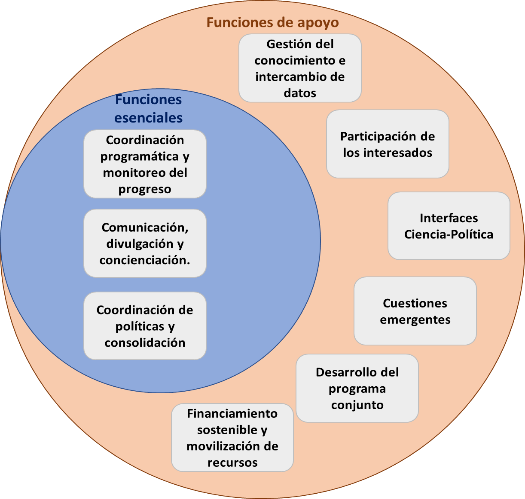 Funciones de apoyo
Gestión del
conocimiento e
intercambio de
datos
Funciones
esenciales
Coordinación
programática y
monitoreo del
progreso
Participación de
los interesados
Comunicación,
divulgación y
concienciación.
Interfaces
Ciencia-Política
Coordinación de
políticas y
consolidación
Cuestiones
emergentes
Desarrollo del
programa
conjunto
Financiamiento
sostenible y
movilización de
recursos